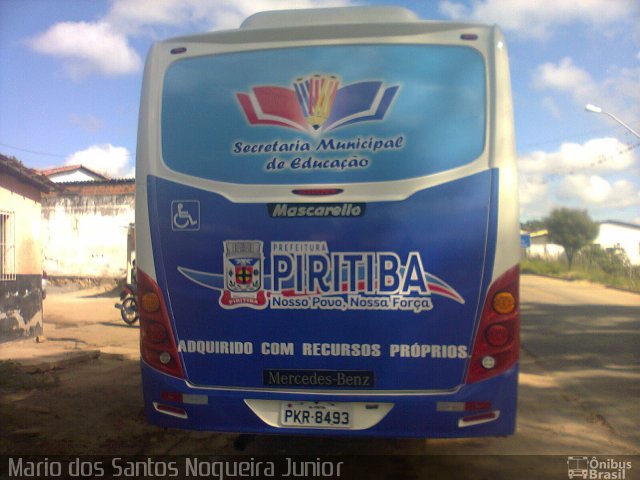 Secretaria Municipal
de Educação
Mascarello
PREFEITURA
PIRITIBA
Nosso Povo, Nossa Força
ADQUIRIDO COM RECURSOS PRÓPRIOS
Mercedes-Benz
PKR-8493
Mario dos Santos Nogueira Junior
Ônibus
Brasil